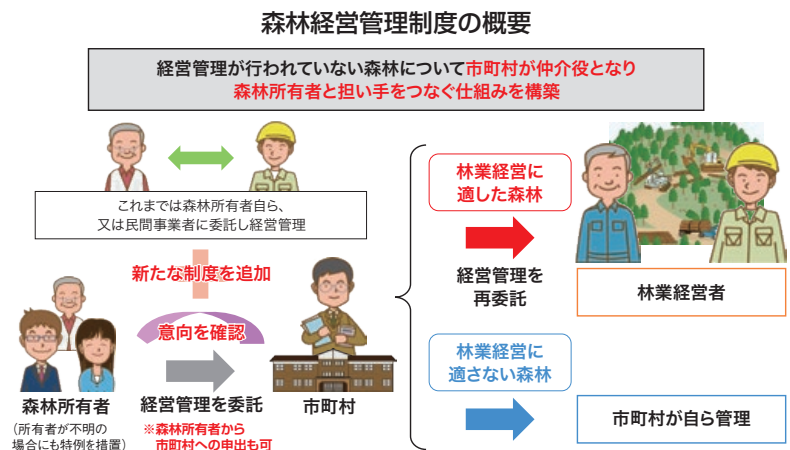 森林経営管理制度の概要
経営管理が行われていない森林について市町村が仲介役となり
森林所有者と担い手をつなぐ仕組みを構築
これまでは森林所有者自ら、
又は民間事業者に委託し経営管理
新たな制度を追加
意向を確認
森林所有者
(所有者が不明の
場合にも特例を措置)
経営管理を委託
※森林所有者から
市町村への申出も可
市町村
林業経営に
適した森林
経営管理を
再委託
林業経営者
林業経営に
適さない森林
市町村が自ら管理